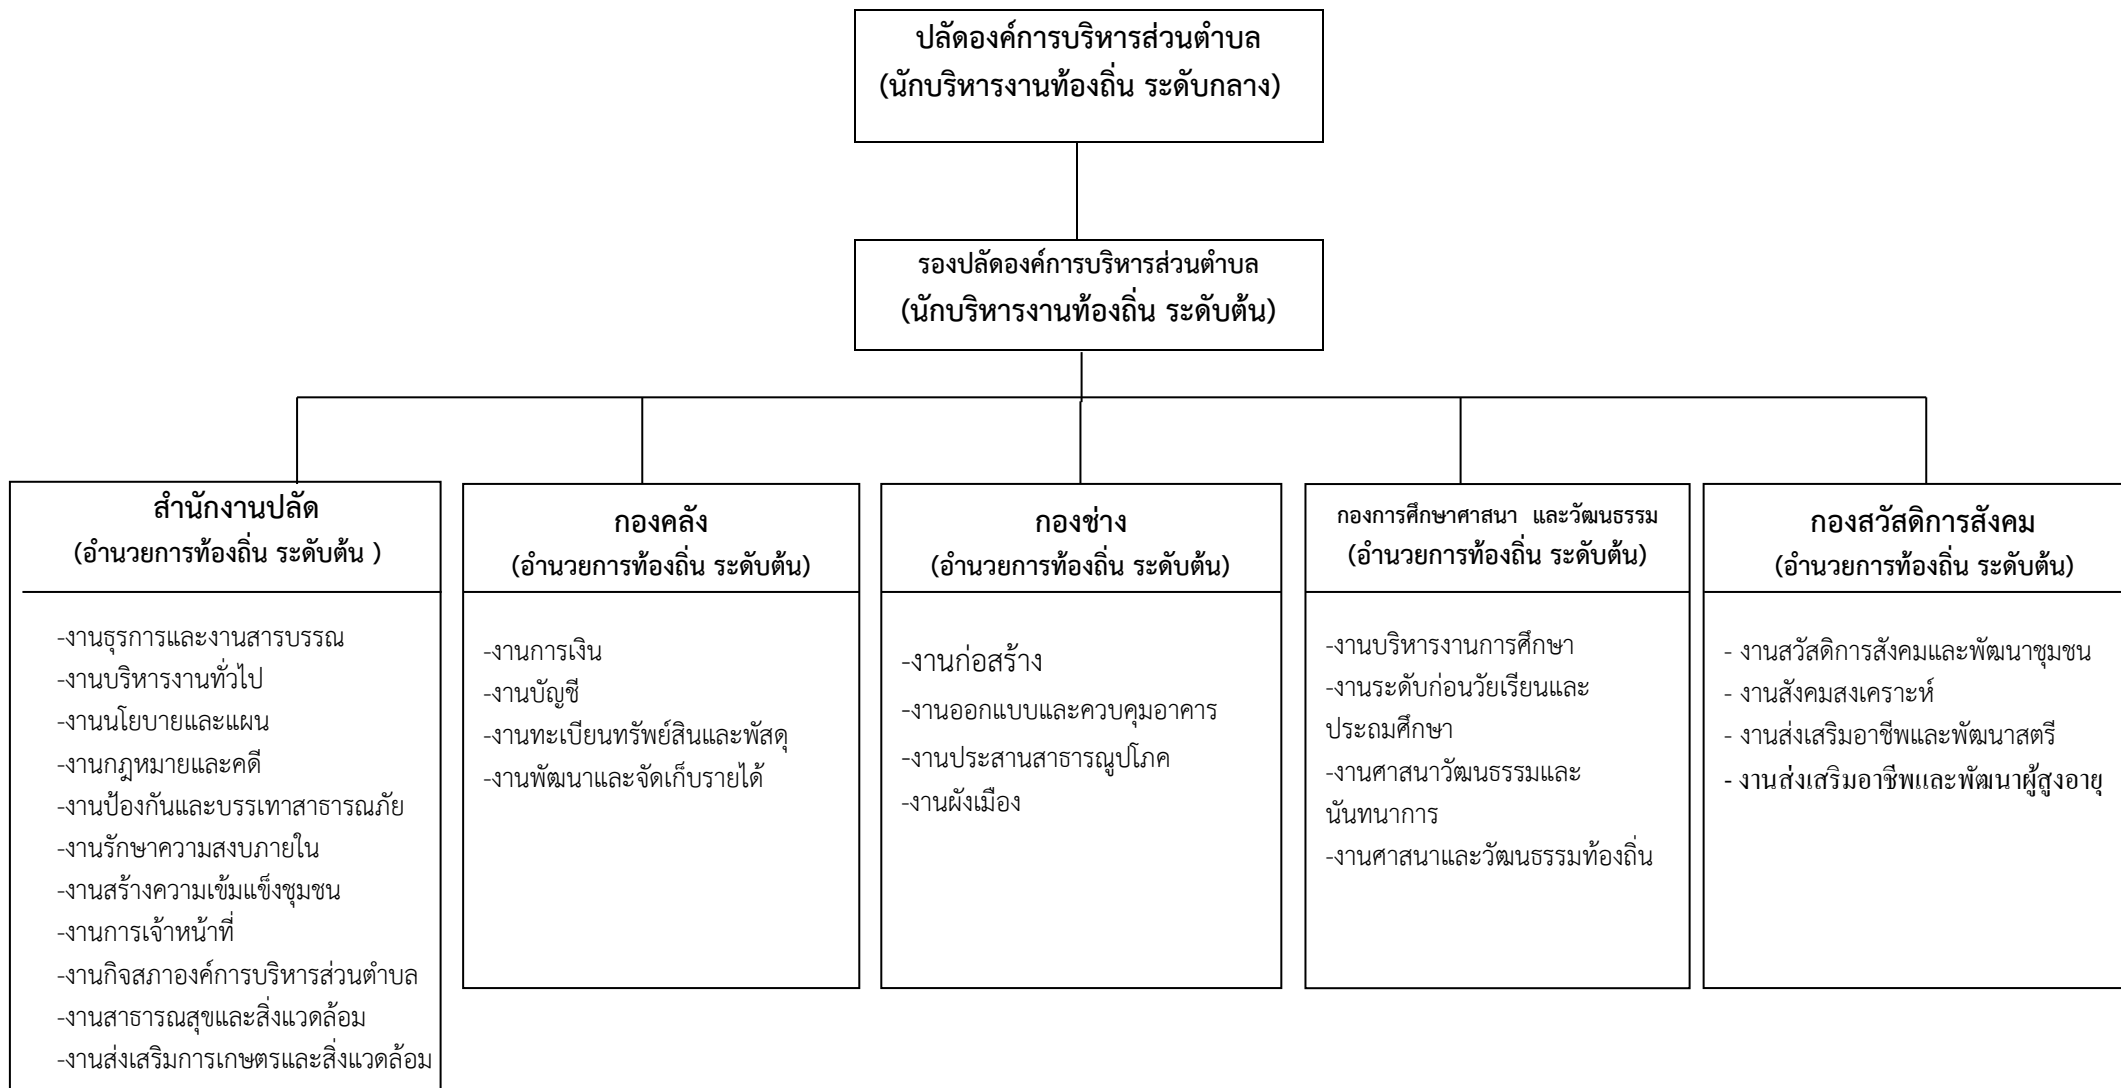 ปลัดองค์การบริหารส่วนตำบล
(นักบริหารงานท้องถิ่น ระดับกลาง)
รองปลัดองค์การบริหารส่วนตำบล
(นักบริหารงานท้องถิ่น ระดับต้น)
สำนักงานปลัด
(อำนวยการท้องถิ่น ระดับต้น )
-งานธุรการและงานสารบรรณ
-งานบริหารงานทั่วไป
-งานนโยบายและแผน
-งานกฎหมายและคดี
-งานป้องกันและบรรเทาสาธารณภัย
-งานรักษาความสงบภายใน
-งานสร้างความเข้มแข็งชุมชน
-งานการเจ้าหน้าที่
-งานกิจสภาองค์การบริหารส่วนตำบล
-งานสาธารณสุขและสิ่งแวดล้อม
-งานส่งเสริมการเกษตรและสิ่งแวดล้อม
กองคลัง
(อำนวยการท้องถิ่น ระดับต้น)
-งานการเงิน
-งานบัญชี
-งานทะเบียนทรัพย์สินและพัสดุ
-งานพัฒนาและจัดเก็บรายได้
กองช่าง
(อำนวยการท้องถิ่น ระดับต้น)
-งานก่อสร้าง
-งานออกแบบและควบคุมอาคาร
-งานประสานสาธารณูปโภค
-งานผังเมือง
กองการศึกษาศาสนา และวัฒนธรรม
(อำนวยการท้องถิ่น ระดับต้น)
-งานบริหารงานการศึกษา
-งานระดับก่อนวัยเรียนและ
ประถมศึกษา
-งานศาสนาวัฒนธรรมและ
นันทนาการ
-งานศาสนาและวัฒนธรรมท้องถิ่น
กองสวัสดิการสังคม
(อำนวยการท้องถิ่น ระดับต้น)
- งานสวัสดิการสังคมและพัฒนาชุมชน
- งานสังคมสงเคราะห์
- งานส่งเสริมอาชีพและพัฒนาสตรี
- งานส่งเสริมอาชีพและพัฒนาผู้สูงอายุ